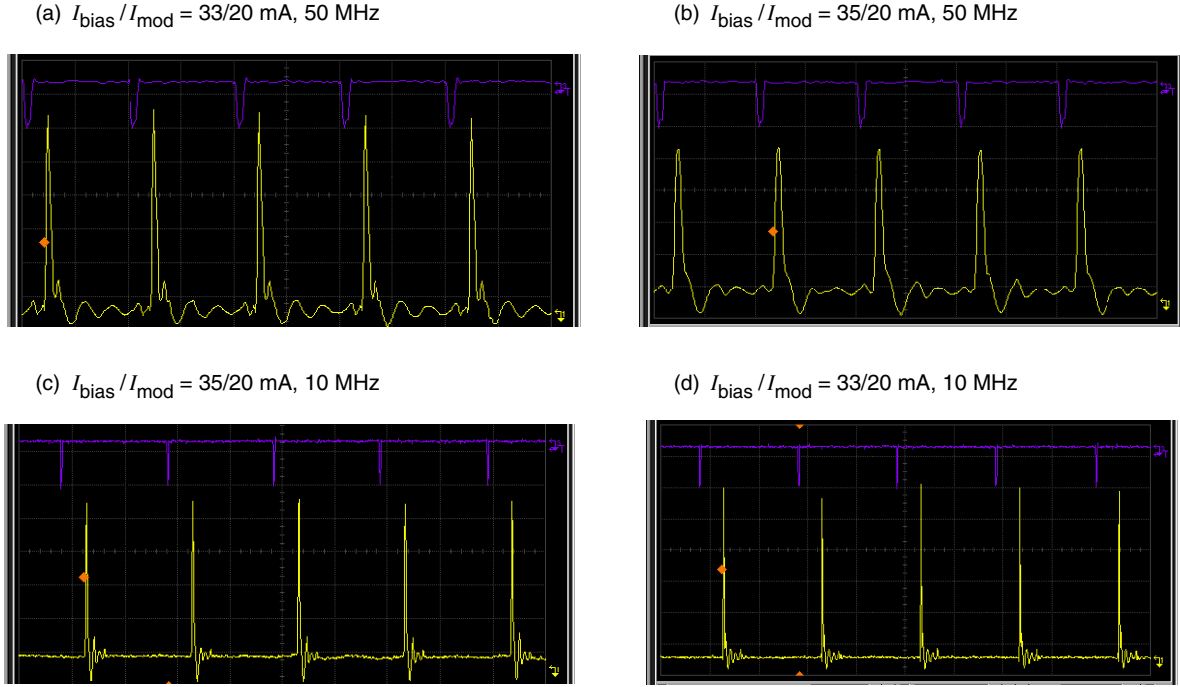 (a) I_bias / I_mod = 33/20 mA, 50 MHz
(b) I_bias / I_mod = 35/20 mA, 50 MHz
(c) I_bias / I_mod = 35/20 mA, 10 MHz
(d) I_bias / I_mod = 33/20 mA, 10 MHz